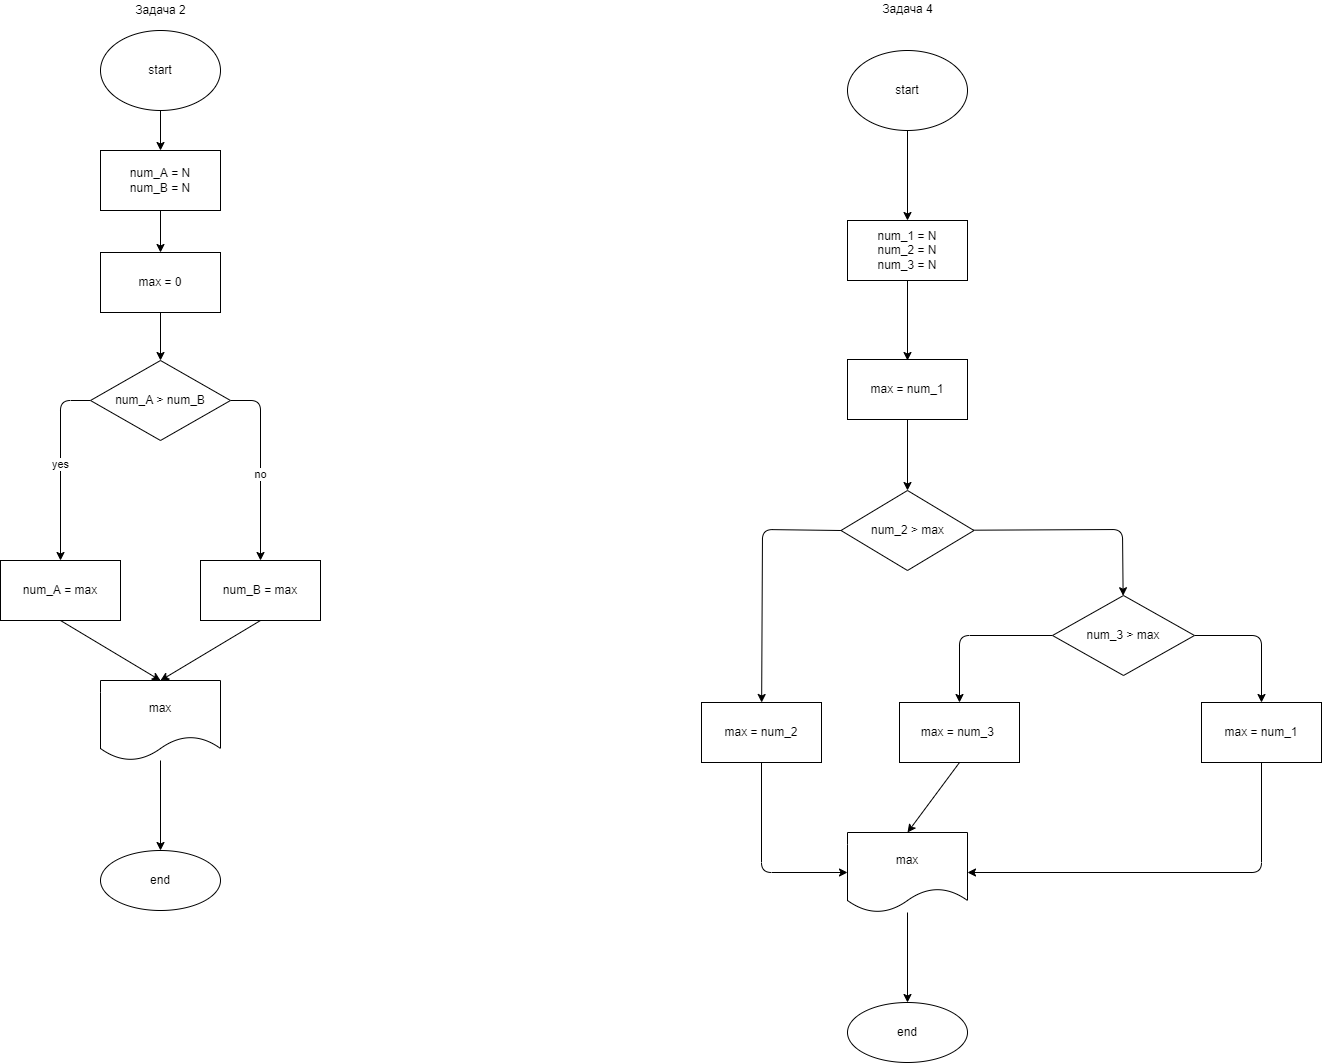 Задача 2
start
num_A = N
num_B = N
max = 0
num_A > num_B
yes
no
num_A = max
num_B = max
max
end
Задача 4
start
num_1 = N
num_2 = N
num_3 = N
max = num_1
num_2 > max
num_3 > max
max = num_2
max = num_3
max = num_1
max
end